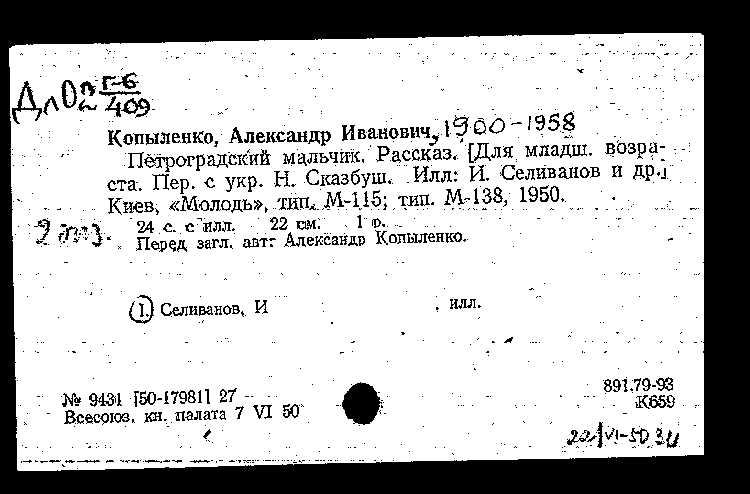 Г-6
409
Копыленко, Александр Иванович, 1900-1958
Петроградский мальчик. Рассказ. [Для младш. возра-
ста. Пер. с укр. Н. Сказбуш. Илл: И. Селиванов и др.]
Киев, «Молодь», тип. М-115; тип. М-138, 1950.
24 с. с илл. 22 см. 1 р.
2 экз.
Перед загл. авт: Александр Копыленко.
I. Селиванов, И , илл.
№ 9431 [50-17981] 27
Всесоюз. кн. палата 7 VI 50
891.79-93
К659
22/VI-50